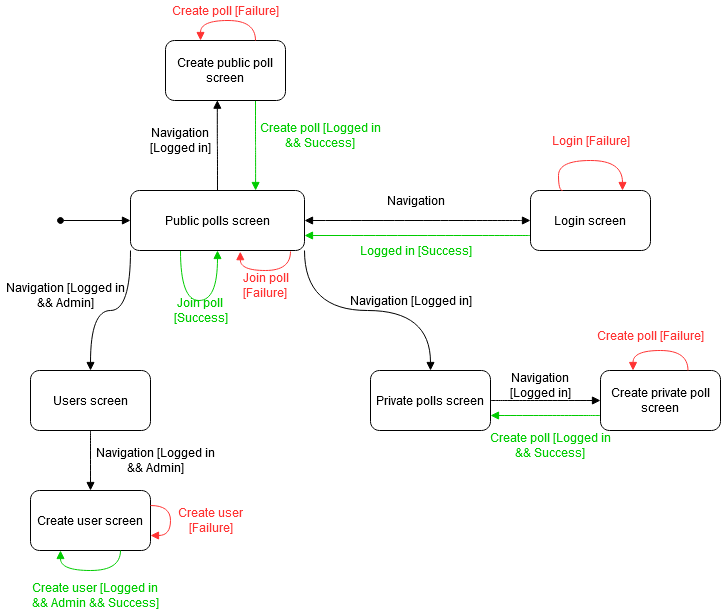 Create poll [Failure]
Create public poll
screen
Navigation
[Logged in]
Create poll [Logged in
&& Success]
Login [Failure]
Public polls screen
Navigation
Login screen
Logged in [Success]
Navigation [Logged in
&& Admin]
Join poll
[Success]
Join poll
[Failure]
Navigation [Logged in]
Create poll [Failure]
Users screen
Private polls screen
Navigation
[Logged in]
Create private poll
screen
Create poll [Logged in
&& Success]
Navigation [Logged in
&& Admin]
Create user screen
Create user
[Failure]
Create user [Logged in
&& Admin && Success]